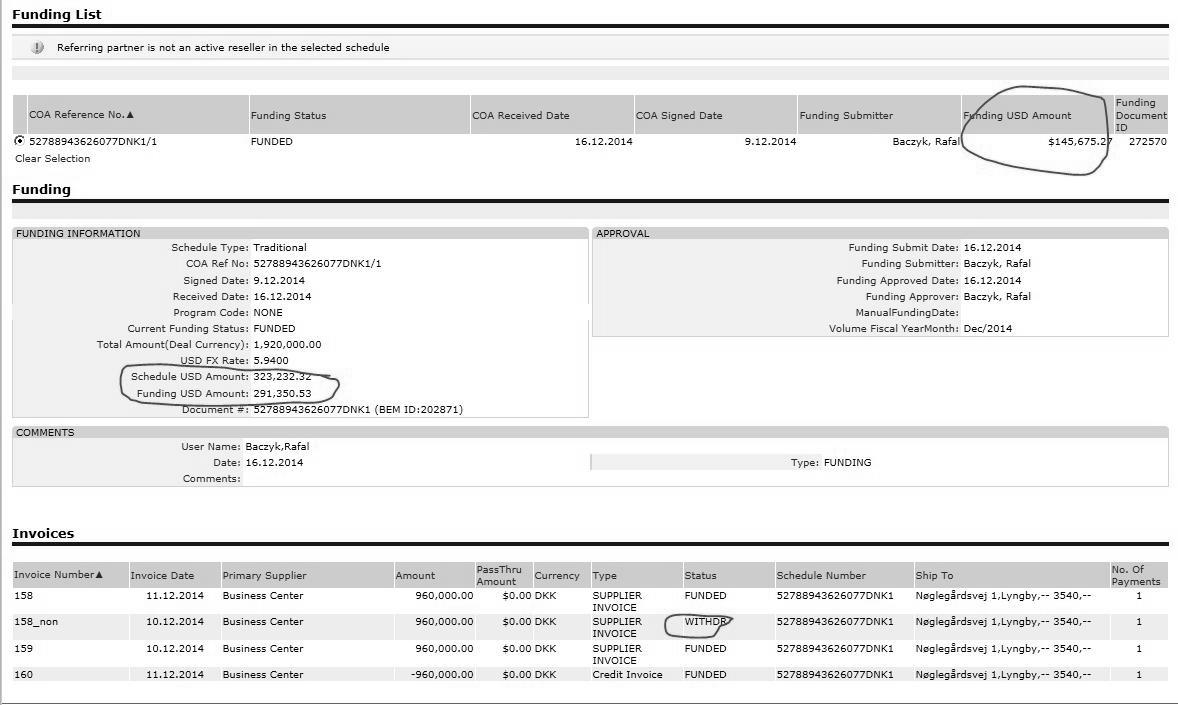 Funding List
Referring partner is not an active reseller in the selected schedule
COA Reference No.▲ Funding Status COA Received Date COA Signed Date Funding Submitter Funding USD Amount Funding Document ID
52788943626077DNK1/1 FUNDED 16.12.2014 9.12.2014 Baczyk, Rafal $145,675.27 272570
Clear Selection
Funding
FUNDING INFORMATION
Schedule Type: Traditional
COA Ref No: 52788943626077DNK1/1
Signed Date: 9.12.2014
Received Date: 16.12.2014
Program Code: NONE
Current Funding Status: FUNDED
Total Amount(Deal Currency): 1,920,000.00
USD FX Rate: 5.9400
Schedule USD Amount: 323,232.32
Funding USD Amount: 291,350.53
Document #: 52788943626077DNK1 (BEM ID:202871)
APPROVAL
Funding Submit Date: 16.12.2014
Funding Submitter: Baczyk, Rafal
Funding Approved Date: 16.12.2014
Funding Approver: Baczyk, Rafal
ManualFundingDate:
Volume Fiscal YearMonth: Dec/2014
COMMENTS
User Name: Baczyk,Rafal
Date: 16.12.2014 Type: FUNDING
Comments:
Invoices
Invoice Number▲ Invoice Date Primary Supplier Amount PassThru Amount Currency Type Status Schedule Number Ship To No. Of Payments
158 11.12.2014 Business Center 960,000.00 $0.00 DKK SUPPLIER INVOICE FUNDED 52788943626077DNK1 Nøglegårdsvej 1,Lyngby,-- 3540,-- 1
158_non 10.12.2014 Business Center 960,000.00 $0.00 DKK SUPPLIER INVOICE WITHDR 52788943626077DNK1 Nøglegårdsvej 1,Lyngby,-- 3540,-- 1
159 10.12.2014 Business Center 960,000.00 $0.00 DKK SUPPLIER INVOICE FUNDED 52788943626077DNK1 Nøglegårdsvej 1,Lyngby,-- 3540,-- 1
160 11.12.2014 Business Center -960,000.00 $0.00 DKK Credit Invoice FUNDED 52788943626077DNK1 Nøglegårdsvej 1,Lyngby,-- 3540,-- 1